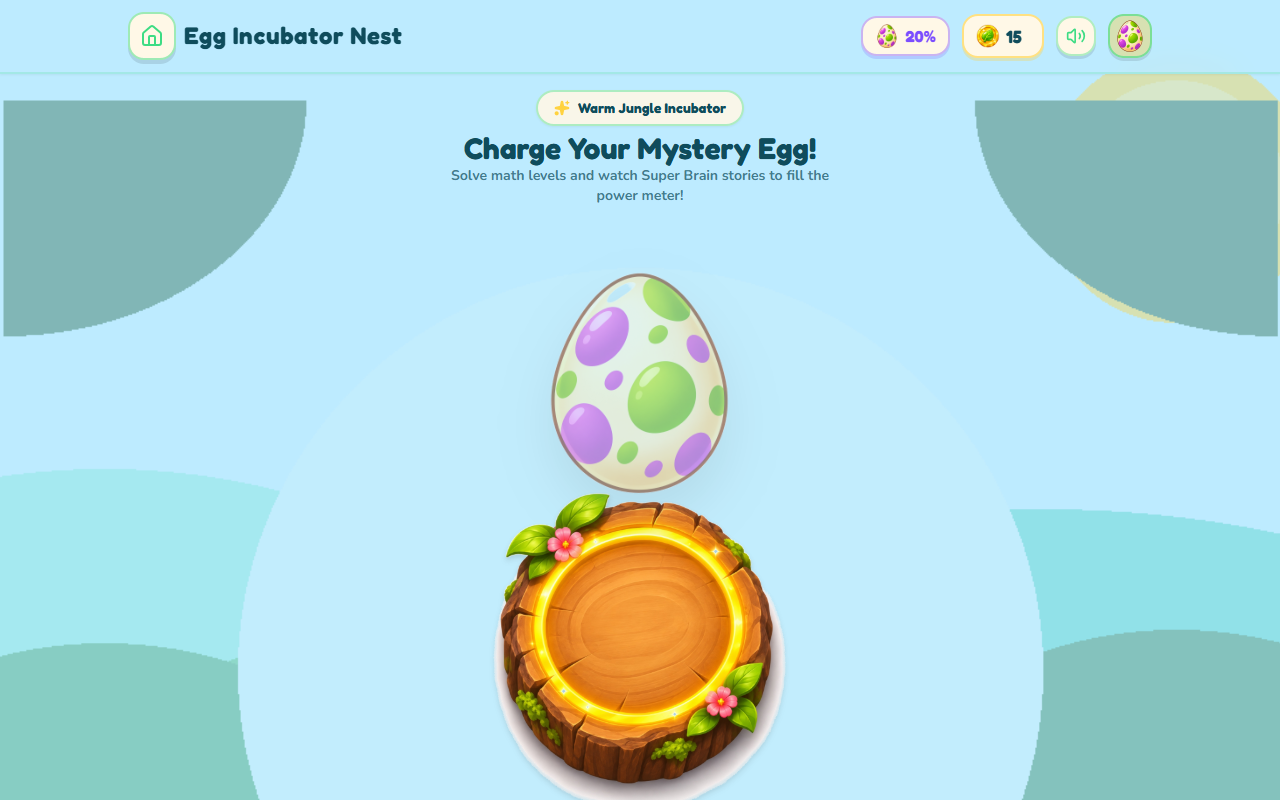 Egg Incubator Nest
20%
15
Warm Jungle Incubator
Charge Your Mystery Egg!
Solve math levels and watch Super Brain stories to fill the
power meter!